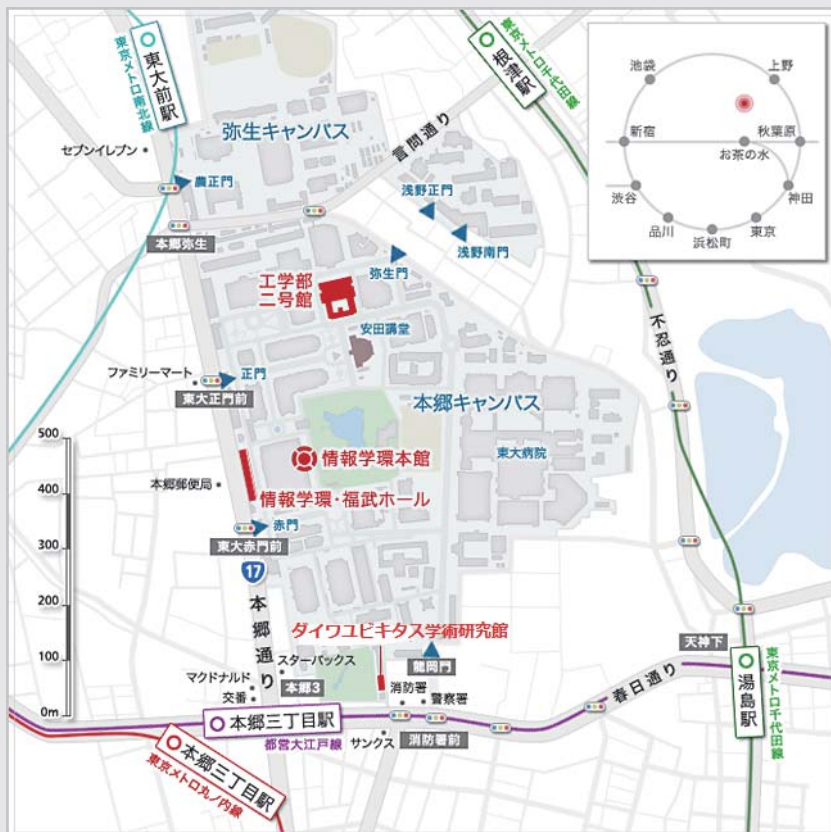 東大前駅
東京メトロ南北線
根津駅
東京メトロ千代田線
池袋
上野
新宿
秋葉原
お茶の水
渋谷
神田
品川
東京
浜松町
セブンイレブン
弥生キャンパス
言問通り
農正門
浅野正門
本郷弥生
浅野南門
弥生門
工学部
二号館
安田講堂
不忍通り
ファミリーマート
正門
東大正門前
本郷キャンパス
500
400
300
200
100
0m
情報学環本館
東大病院
本郷郵便局
情報学環・福武ホール
赤門
東大赤門前
17
本郷通り
ダイワユビキタス学術研究館
スターバックス
龍岡門
天神下
マクドナルド
交番
本郷3
消防署
警察署
春日通り
湯島駅
東京メトロ千代田線
本郷三丁目駅
都営大江戸線
サンクス
消防署前
本郷三丁目駅
東京メトロ丸ノ内線